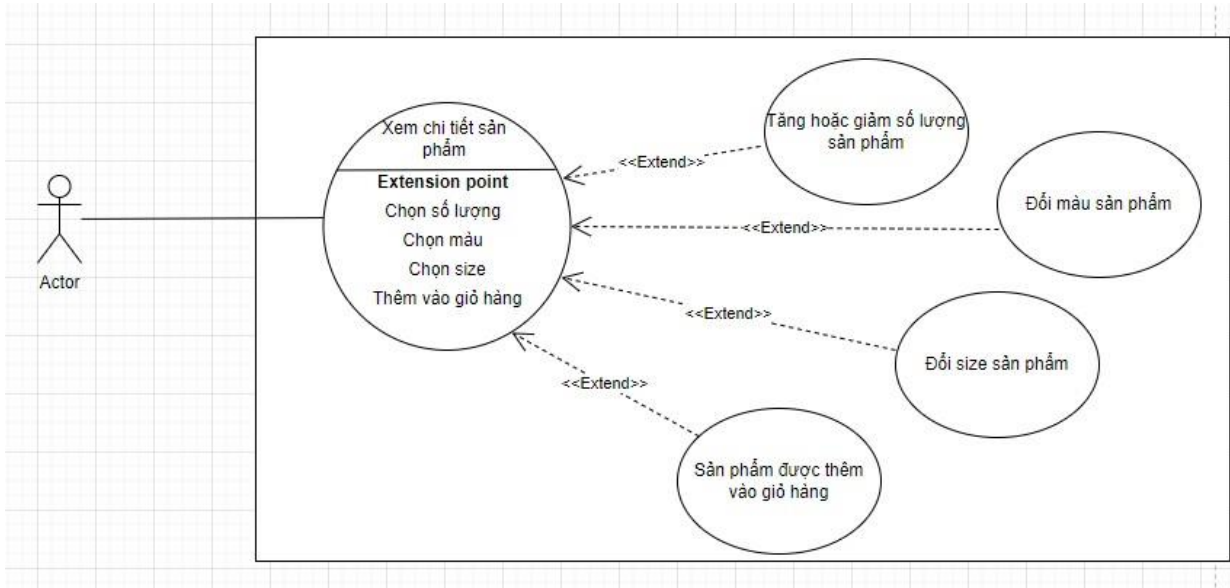 Xem chi tiết sản
phẩm
Extension point
Chọn số lượng
Chọn màu
Chọn size
Thêm vào giỏ hàng
Actor
Tăng hoặc giảm số lượng
sản phẩm
<<Extend>>
Đổi màu sản phẩm
<<Extend>>
Đổi size sản phẩm
<<Extend>>
Sản phẩm được thêm
vào giỏ hàng
<<Extend>>